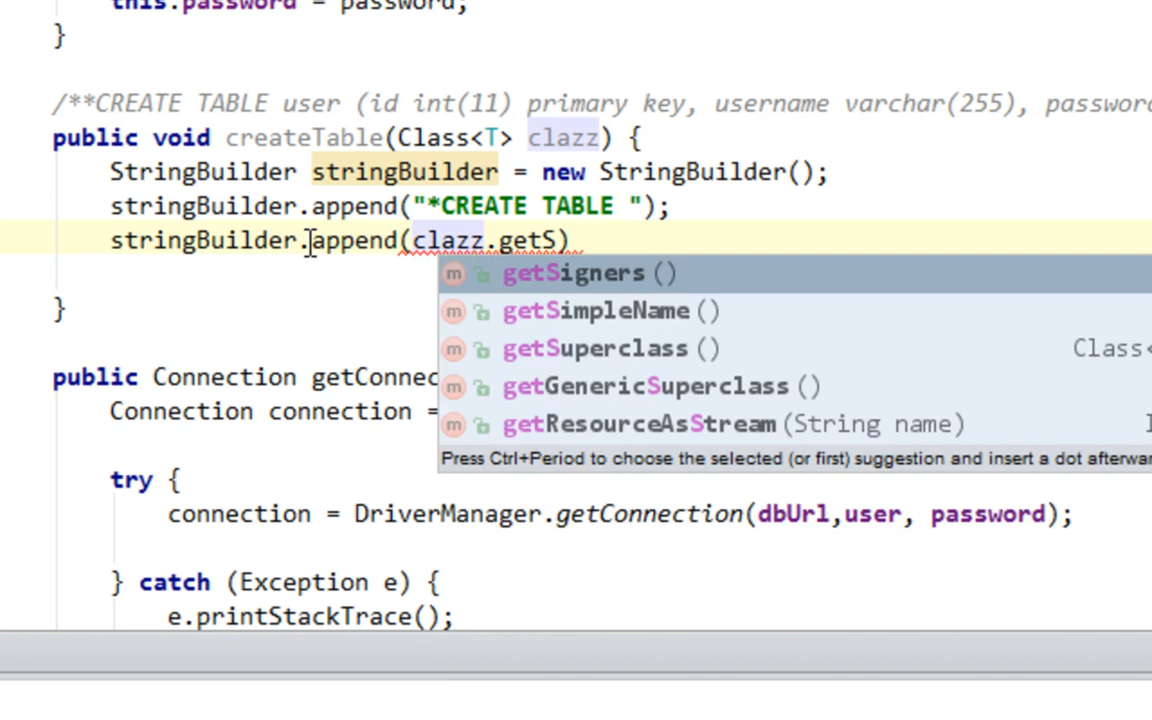 this.password = password;
}
/**CREATE TABLE user (id int(11) primary key, username varchar(255), password
public void createTable(Class<T> clazz) {
StringBuilder stringBuilder = new StringBuilder();
stringBuilder.append("*CREATE TABLE ");
stringBuilder.append(clazz.getS)
m getSigners()
m getSimpleName()
m getSuperclass() Class<
m getGenericSuperclass()
m getResourceAsStream(String name) I
Press Ctrl+Period to choose the selected (or first) suggestion and insert a dot afterwar
}
public Connection getConnec
Connection connection =
try {
connection = DriverManager.getConnection(dbUrl,user, password);
} catch (Exception e) {
e.printStackTrace();